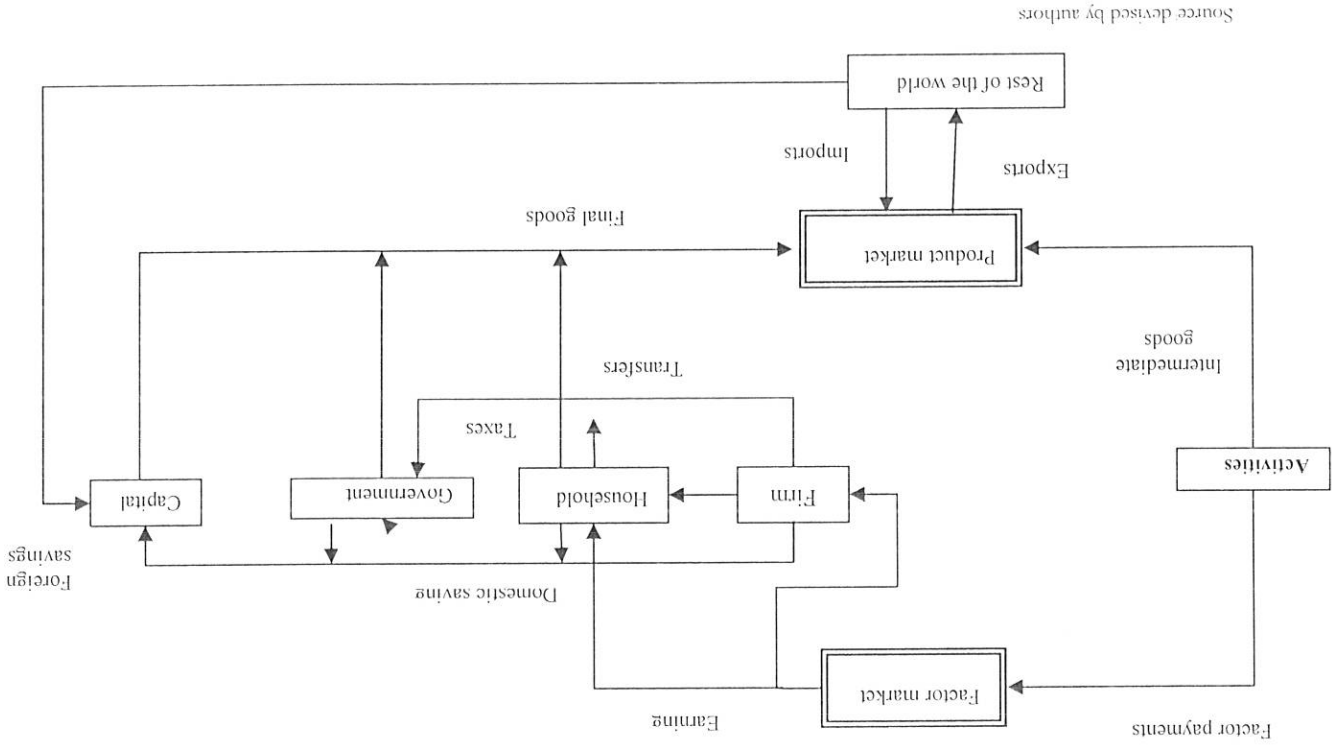 Factor payments
Earning
Factor market
Domestic saving
Foreign
savings
Activities
Firm
Household
Government
Capital
Taxes
Transfers
Intermediate
goods
Product market
Final goods
Exports
Imports
Rest of the world
Source devised by authors